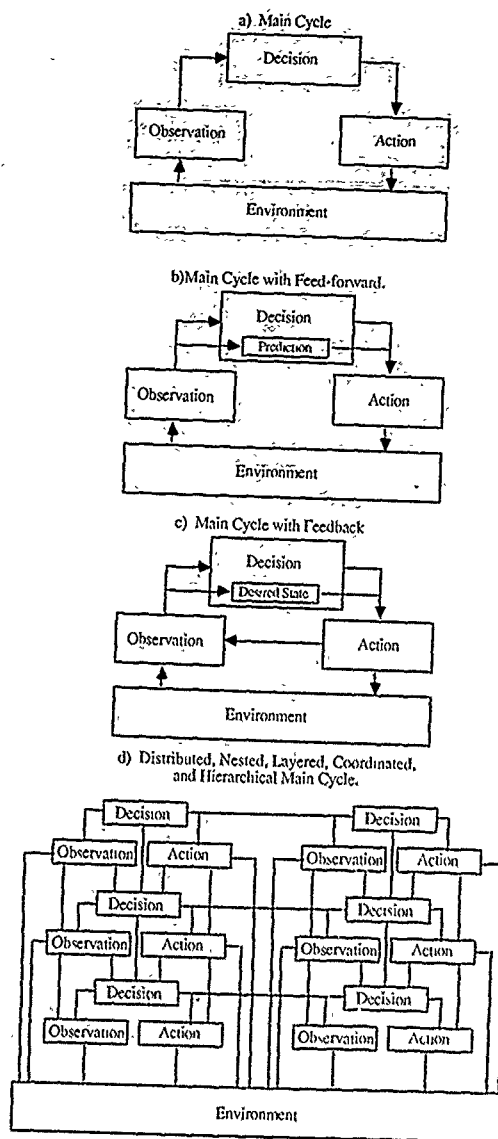 a) Main Cycle
Decision
Observation
Action
Environment
b)Main Cycle with Feed-forward.
Decision
Prediction
Observation
Action
Environment
c) Main Cycle with Feedback
Decision
Desired State
Observation
Action
Environment
d) Distributed, Nested, Layered, Coordinated,
and Hierarchical Main Cycle.
Decision Decision
Observation Action Observation Action
Decision Decision
Observation Action Observation Action
Decision Decision
Observation Action Observation Action
Environment